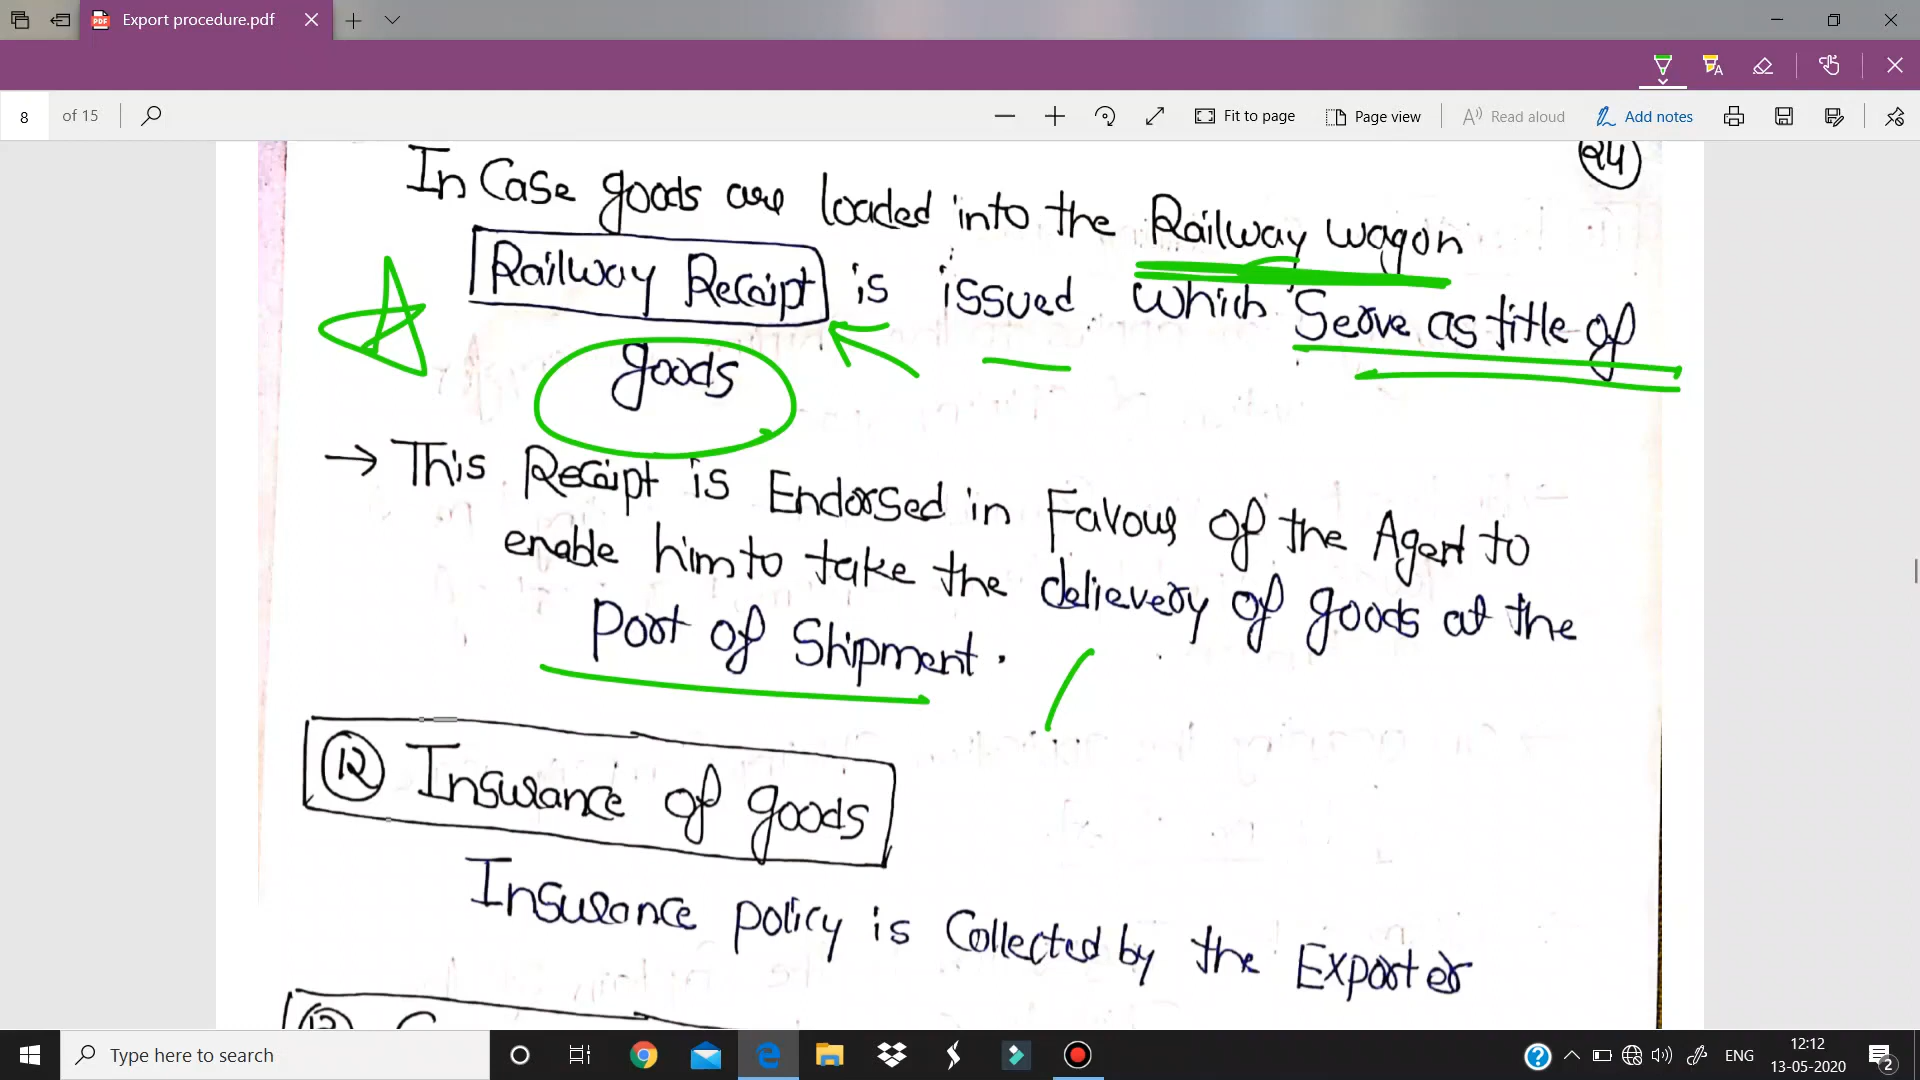 Export procedure.pdf
8 of 15 Fit to page Page view Read aloud Add notes
24
In Case goods are loaded into the Railway wagon
Railway Recaipt is issued which Serve as title of
goods
→ This Recaipt is Endorsed in Favour of the Agent to
enable him to take the delievery of goods at the
Port of Shipment.
12 Insurance of goods
Insurance policy is Collected by the Exporter
Type here to search
ENG
12:12
13-05-2020
2